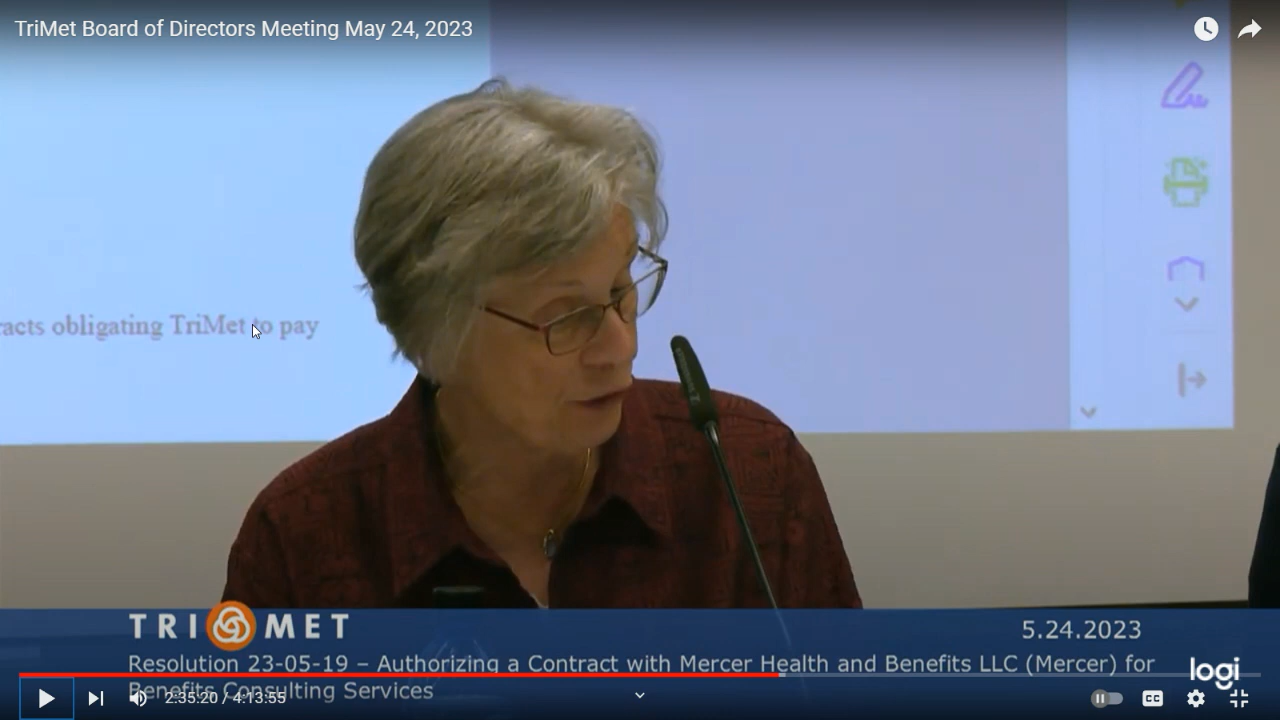 TriMet Board of Directors Meeting May 24, 2023
racts obligating TriMet to pay
TRI MET
5.24.2023
Resolution 23-05-19 – Authorizing a Contract with Mercer Health and Benefits LLC (Mercer) for
Benefits Consulting Services
logi
2:35:20 / 4:13:55
CC